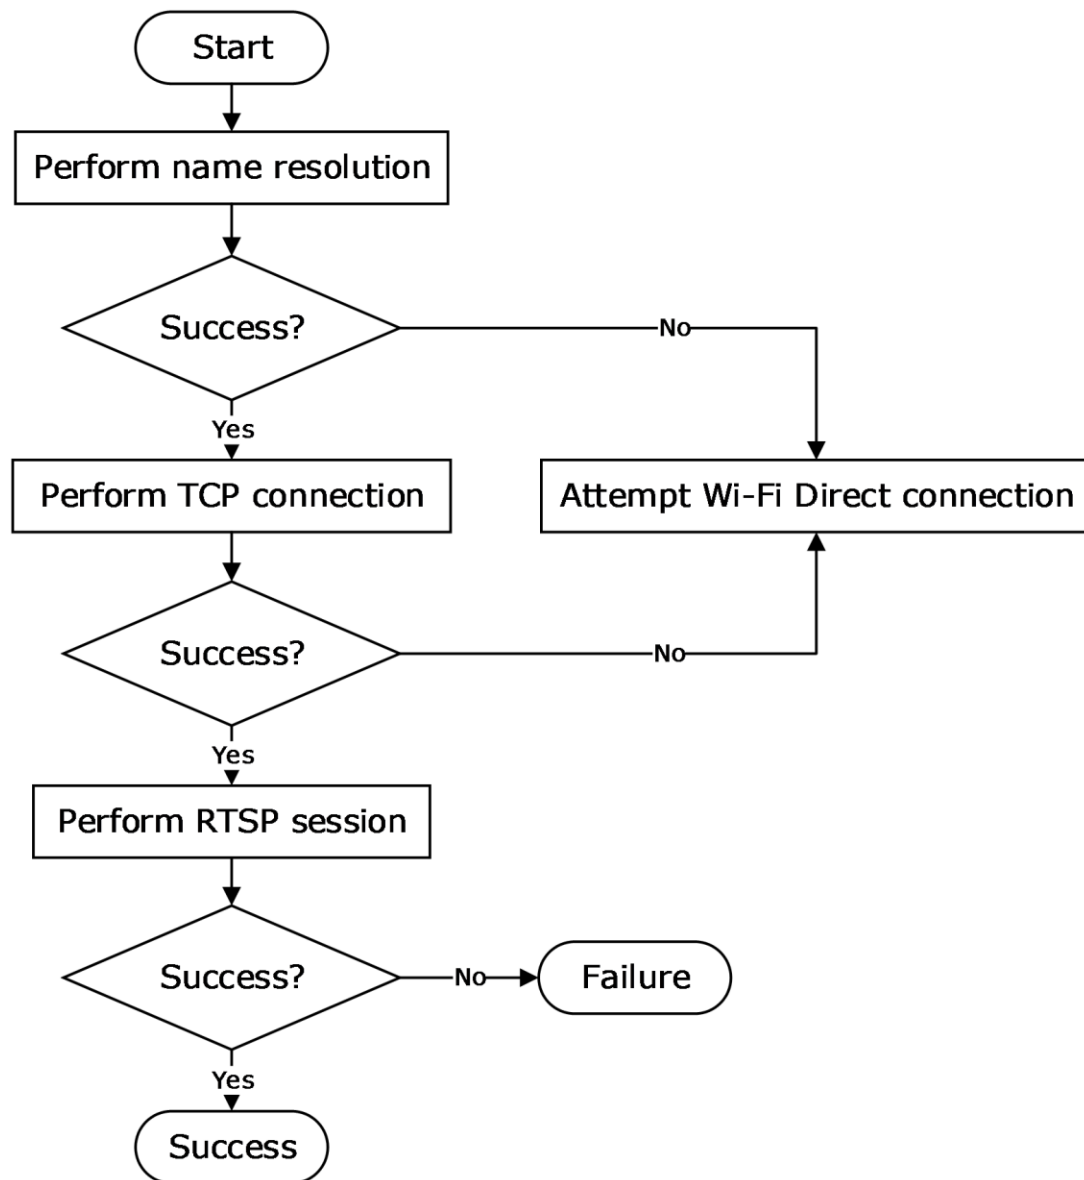 Start
Perform name resolution
Success?
No
Yes
Perform TCP connection
Attempt Wi-Fi Direct connection
Success?
No
Yes
Perform RTSP session
Success?
No
Failure
Yes
Success